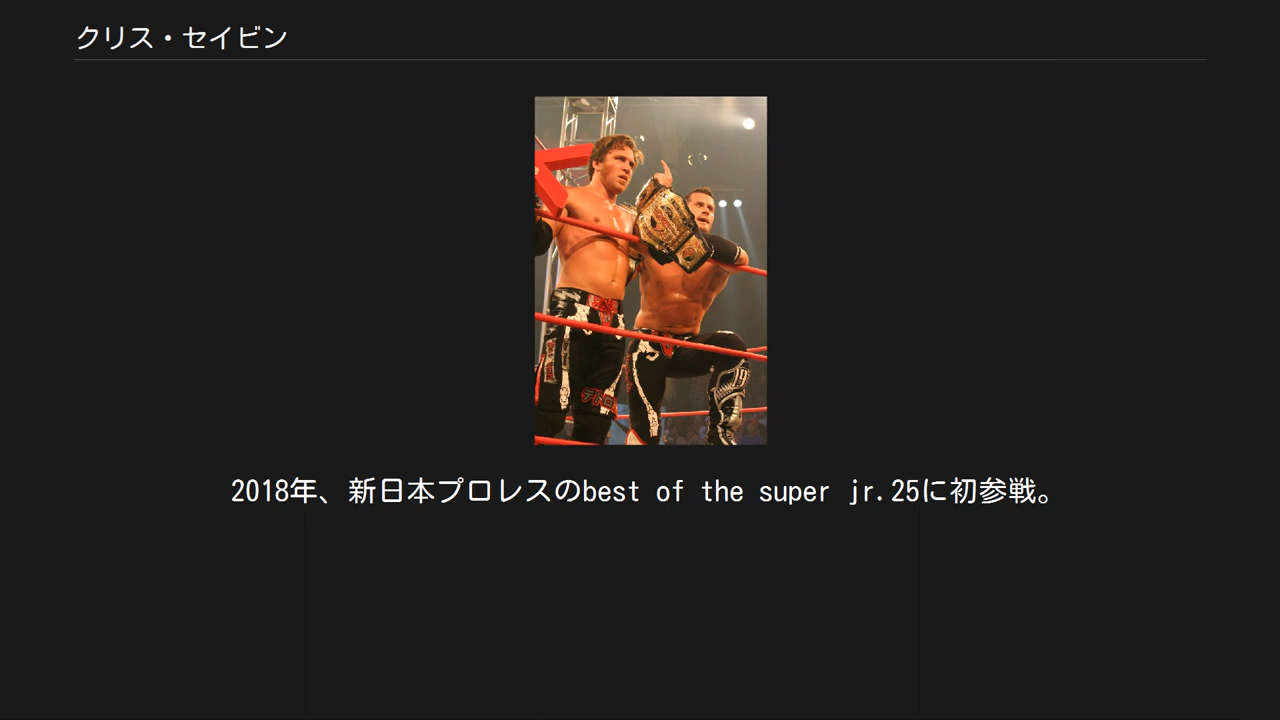 クリス・セイビン
2018年、新日本プロレスのbest of the super jr.25に初参戦。